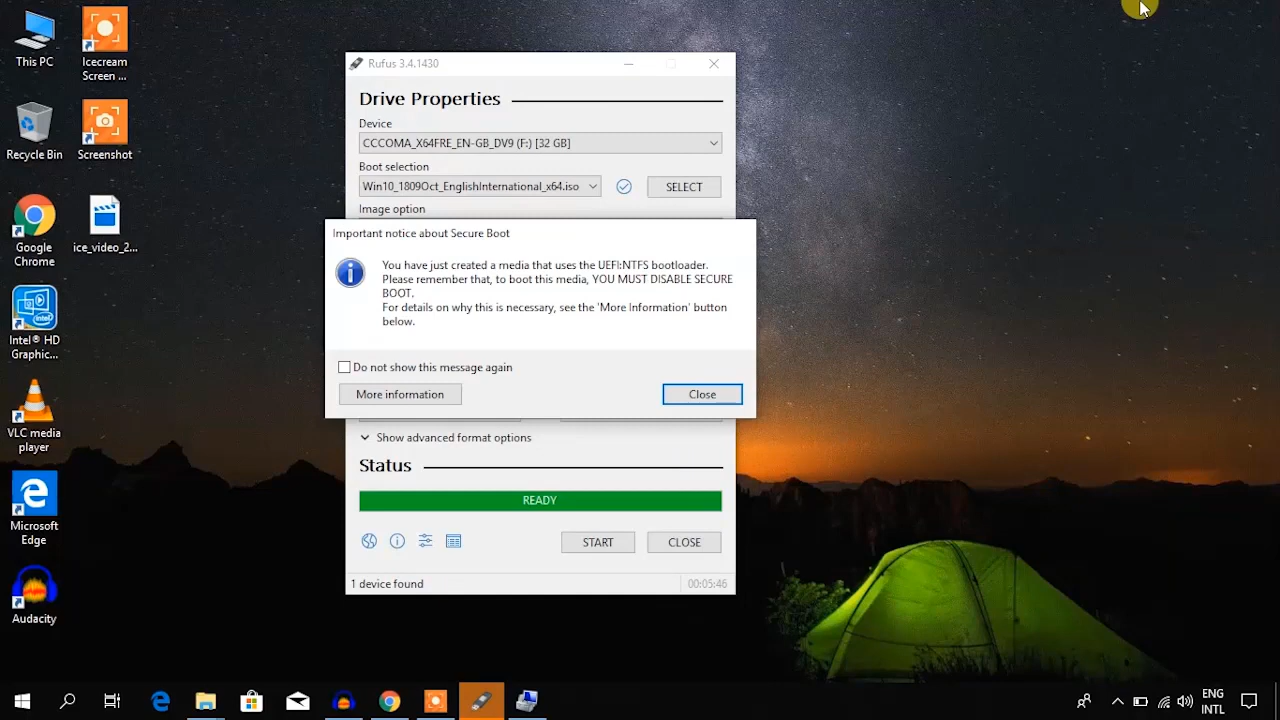 This PC
Icecream
Screen ...
Recycle Bin
Screenshot
Google
Chrome
ice_video_2...
Intel® HD
Graphic...
VLC media
player
Microsoft
Edge
Audacity
Rufus 3.4.1430
Drive Properties
Device
CCCOMA_X64FRE_EN-GB_DV9 (F:) [32 GB]
Boot selection
Win10_1809Oct_EnglishInternational_x64.iso
SELECT
Image option
Important notice about Secure Boot
You have just created a media that uses the UEFI:NTFS bootloader.
Please remember that, to boot this media, YOU MUST DISABLE SECURE
BOOT.
For details on why this is necessary, see the 'More Information' button
below.
Do not show this message again
More information
Close
Show advanced format options
Status
READY
START
CLOSE
1 device found
00:05:46
ENG
INTL